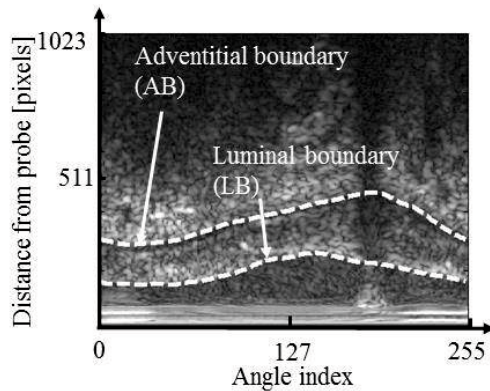 1023
Adventitial boundary
(AB)
Luminal boundary
(LB)
511
Distance from probe [pixels]
0
127
255
Angle index